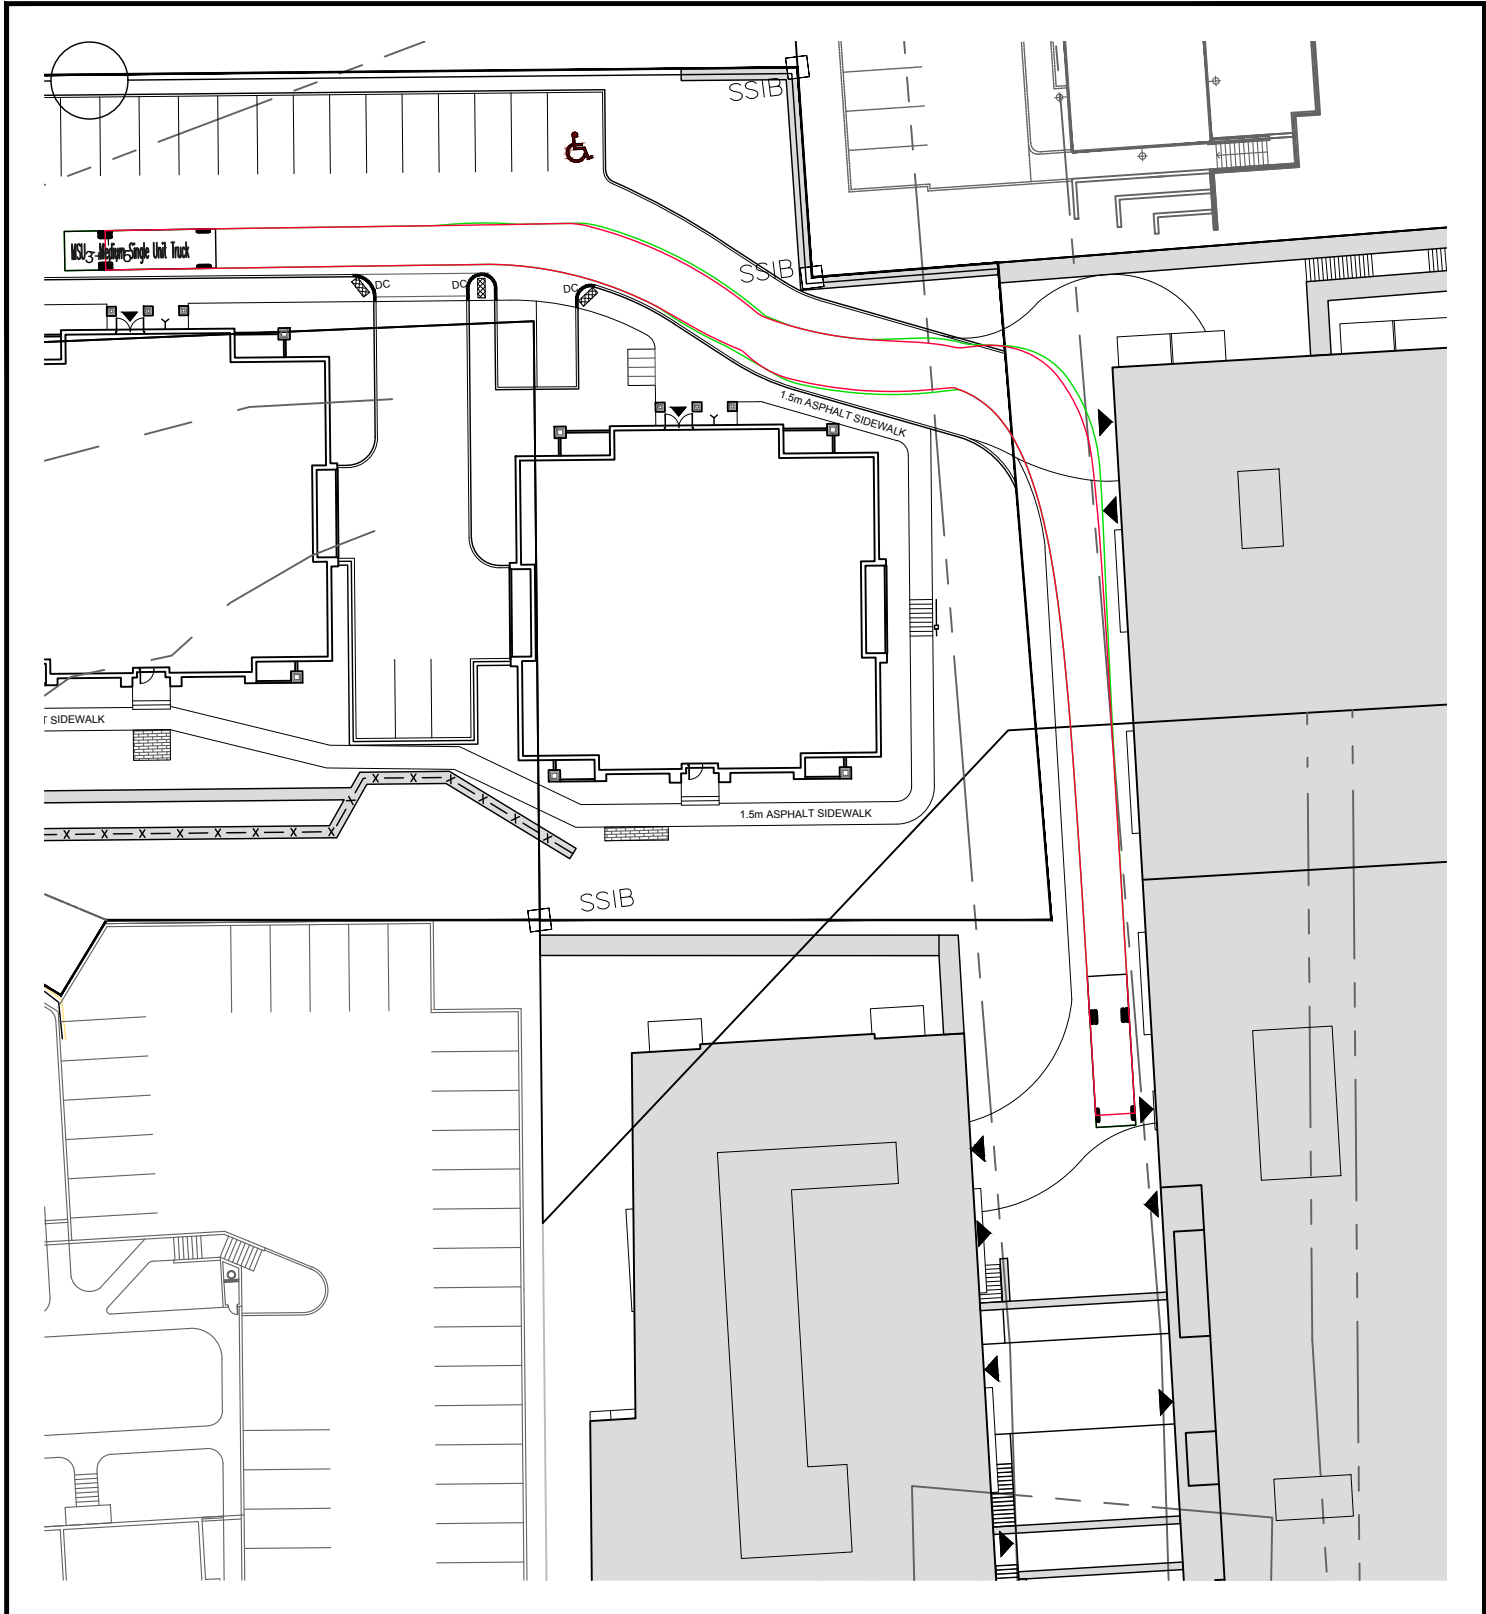 SSIB
MSU - Medium Single Unit Truck
SSIB
DC
DC
DC
1.5m ASPHALT SIDEWALK
T SIDEWALK
1.5m ASPHALT SIDEWALK
SSIB